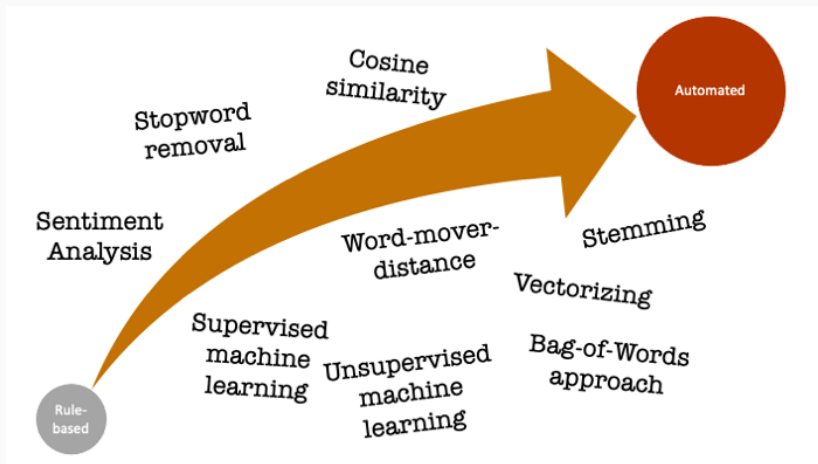 Cosine
similarity
Automated
Stopword
removal
Sentiment
Analysis
Word-mover-
distance
Stemming
Vectorizing
Supervised
machine
learning
Unsupervised
machine
learning
Bag-of-Words
approach
Rule-
based